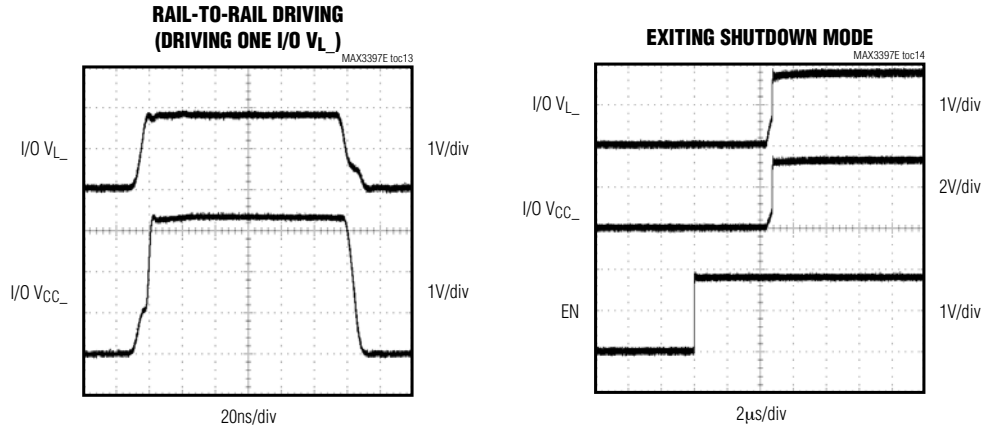 RAIL-TO-RAIL DRIVING
(DRIVING ONE I/O VL_)
MAX3397E toc13
I/O VL_
1V/div
I/O VCC_
1V/div
20ns/div
EXITING SHUTDOWN MODE
MAX3397E toc14
I/O VL_
1V/div
I/O VCC_
2V/div
EN
1V/div
2μs/div